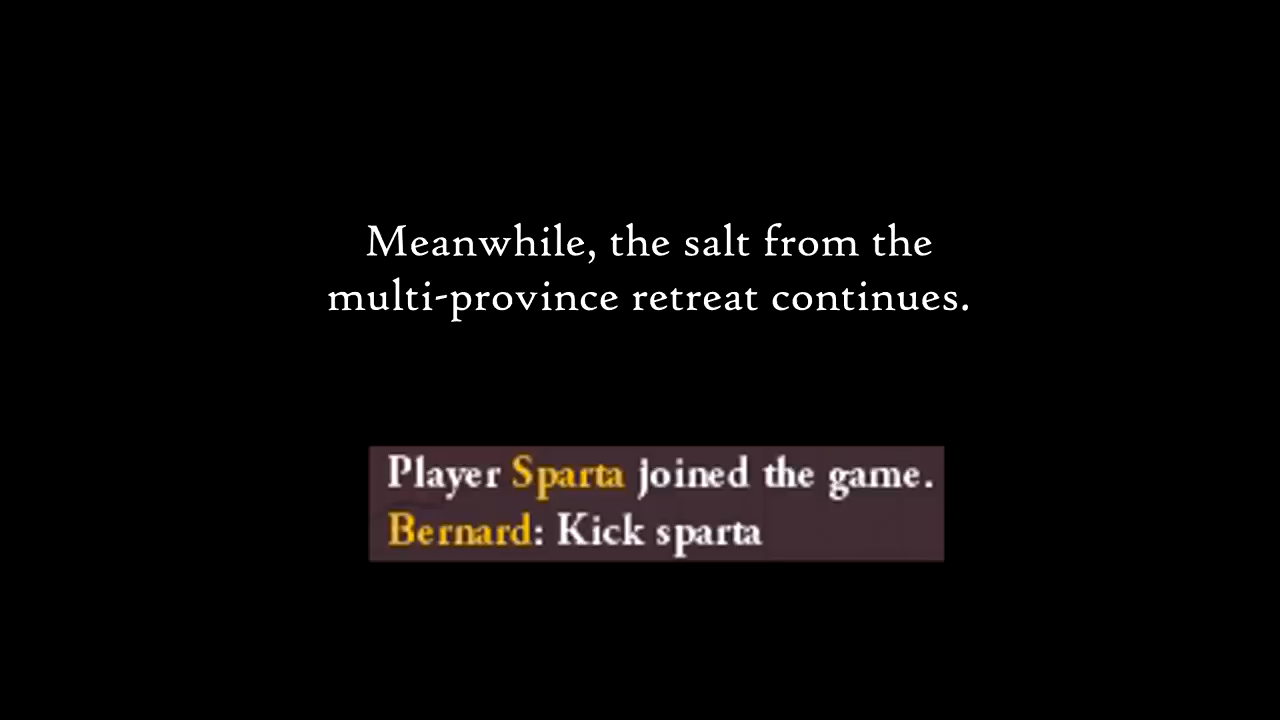 Meanwhile, the salt from the
multi-province retreat continues.
Player Sparta joined the game.
Bernard: Kick sparta